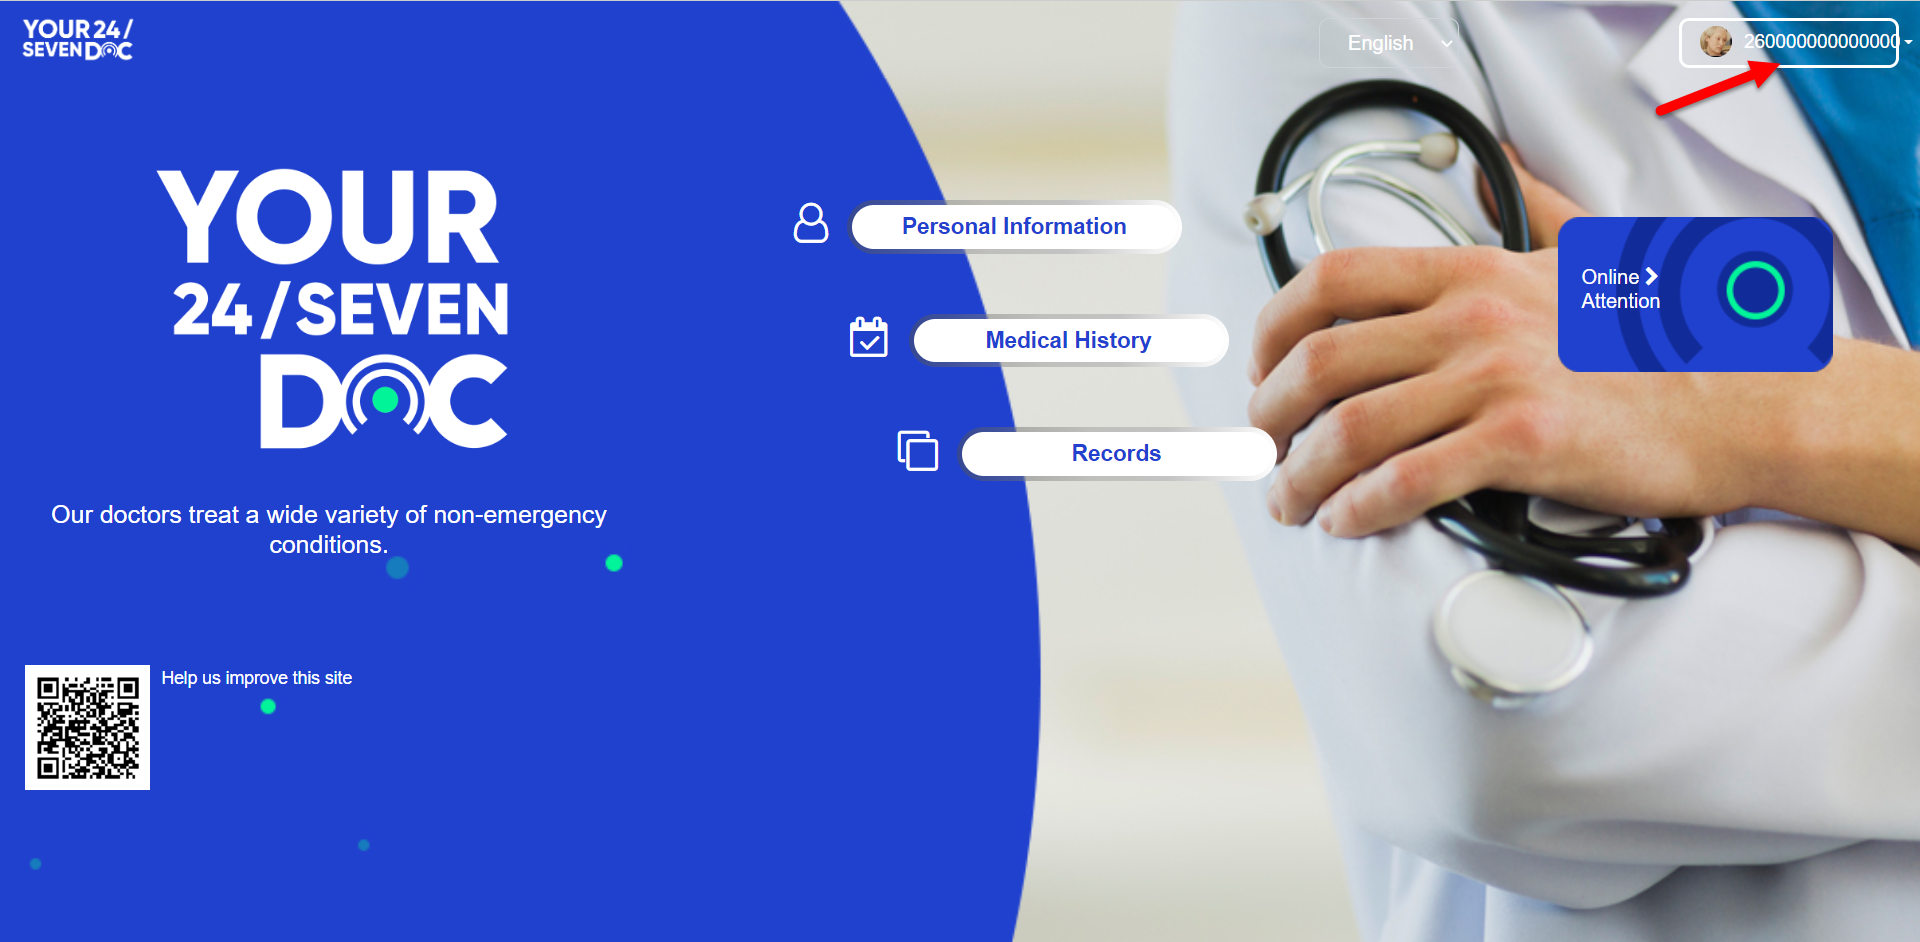 YOUR 24/
SEVEN DOC
English
260000000000000
YOUR
24/SEVEN
DOC
Personal Information
Medical History
Records
Online
Attention
Our doctors treat a wide variety of non-emergency
conditions.
Help us improve this site